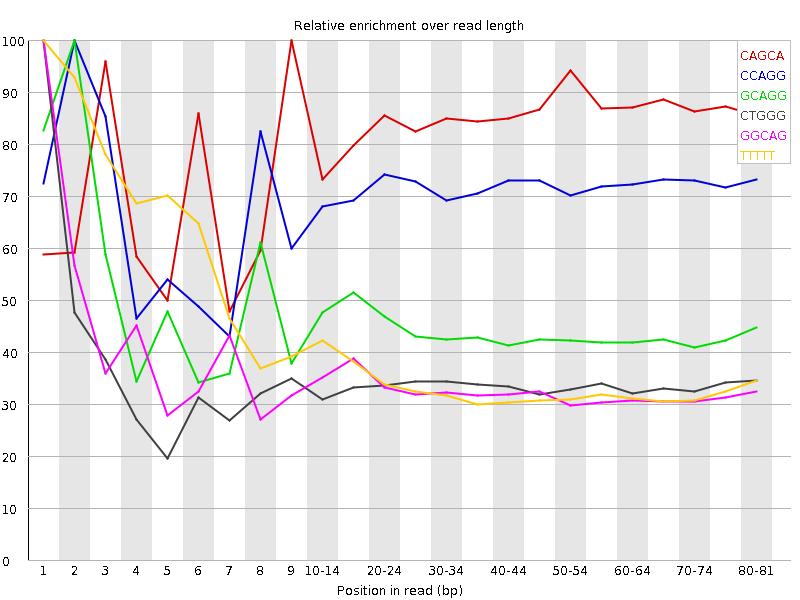 Relative enrichment over read length
100
90
80
70
60
50
40
30
20
10
0
CAGCA
CCAGG
GCAGG
CTGGG
GGCAG
TTTTT
1 2 3 4 5 6 7 8 9 10-14 20-24 30-34 40-44 50-54 60-64 70-74 80-81
Position in read (bp)